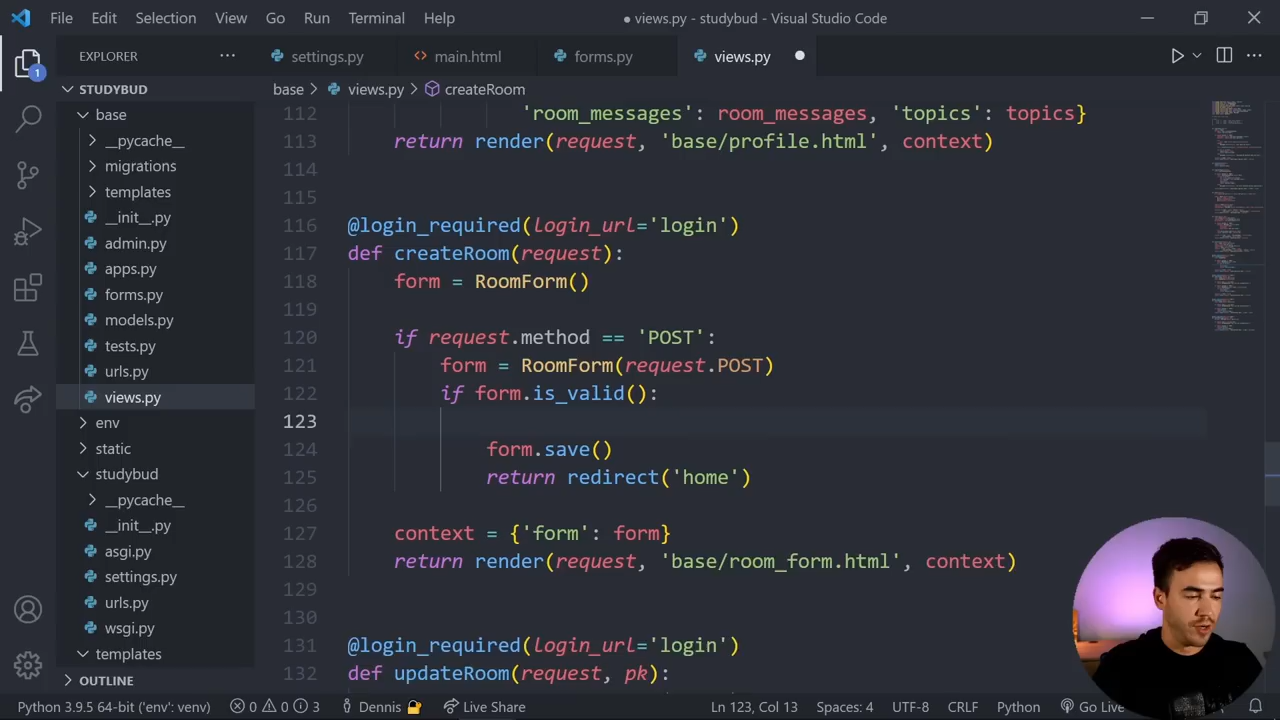 File Edit Selection View Go Run Terminal Help ● views.py - studybud - Visual Studio Code
EXPLORER ··· settings.py main.html forms.py views.py
STUDYBUD
base > views.py > createRoom
1
base
__pycache__
migrations
templates
__init__.py
admin.py
apps.py
forms.py
models.py
tests.py
urls.py
views.py
env
static
studybud
__pycache__
__init__.py
asgi.py
settings.py
urls.py
wsgi.py
templates
OUTLINE
112 'room_messages': room_messages, 'topics': topics}
113 return render(request, 'base/profile.html', context)
114
115
116 @login_required(login_url='login')
117 def createRoom(request):
118 form = RoomForm()
119
120 if request.method == 'POST':
121 form = RoomForm(request.POST)
122 if form.is_valid():
123
124 form.save()
125 return redirect('home')
126
127 context = {'form': form}
128 return render(request, 'base/room_form.html', context)
129
130
131 @login_required(login_url='login')
132 def updateRoom(request, pk):
Python 3.9.5 64-bit ('env': venv) 0 0 3 Dennis Live Share Ln 123, Col 13 Spaces: 4 UTF-8 CRLF Python Go Live